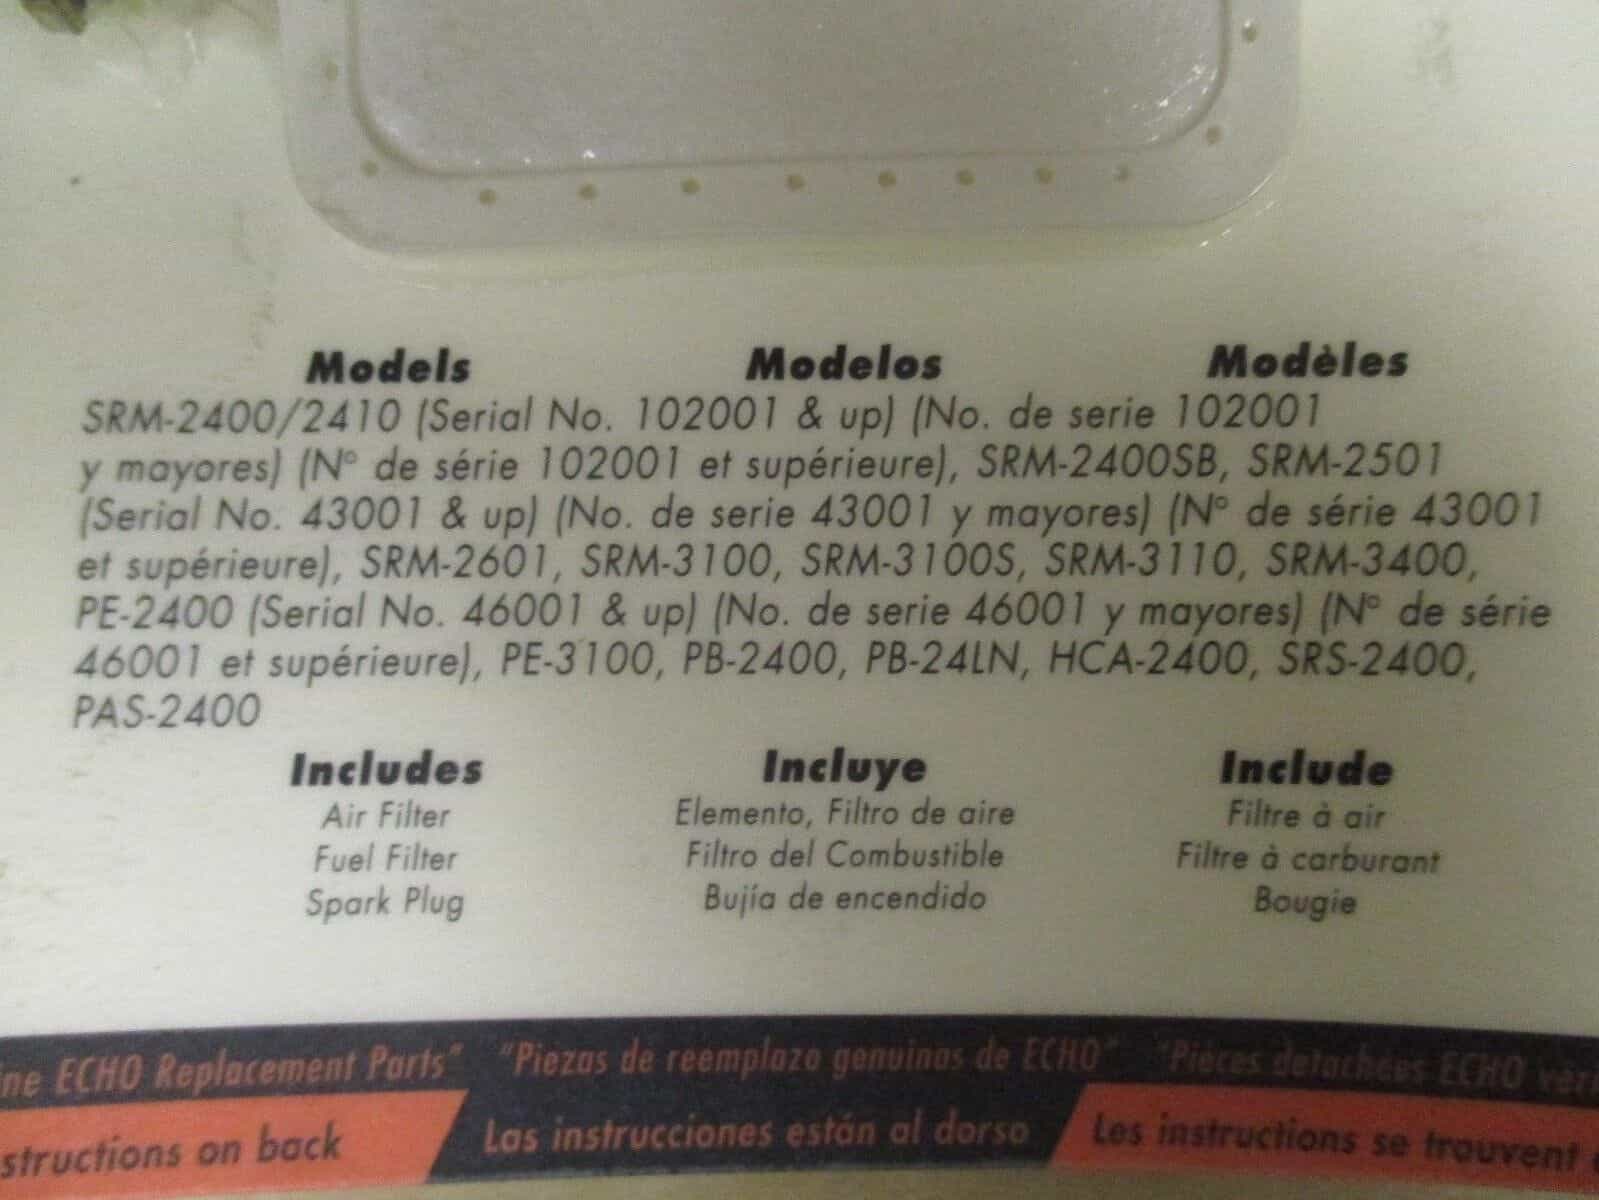 Models Modelos Modèles
SRM-2400/2410 (Serial No. 102001 & up) (No. de serie 102001
y mayores) (N° de série 102001 et supérieure), SRM-2400SB, SRM-2501
(Serial No. 43001 & up) (No. de serie 43001 y mayores) (N° de série 43001
et supérieure), SRM-2601, SRM-3100, SRM-3100S, SRM-3110, SRM-3400,
PE-2400 (Serial No. 46001 & up) (No. de serie 46001 y mayores) (N° de série
46001 et supérieure), PE-3100, PB-2400, PB-24LN, HCA-2400, SRS-2400,
PAS-2400
Includes Incluye Include
Air Filter Elemento, Filtro de aire Filtre à air
Fuel Filter Filtro del Combustible Filtre à carburant
Spark Plug Bujía de encendido Bougie
ine ECHO Replacement Parts" "Piezas de reemplazo genuinas de ECHO" "Pièces detachées ECHO
structions on back Las instrucciones están al dorso Les instructions se trouvent